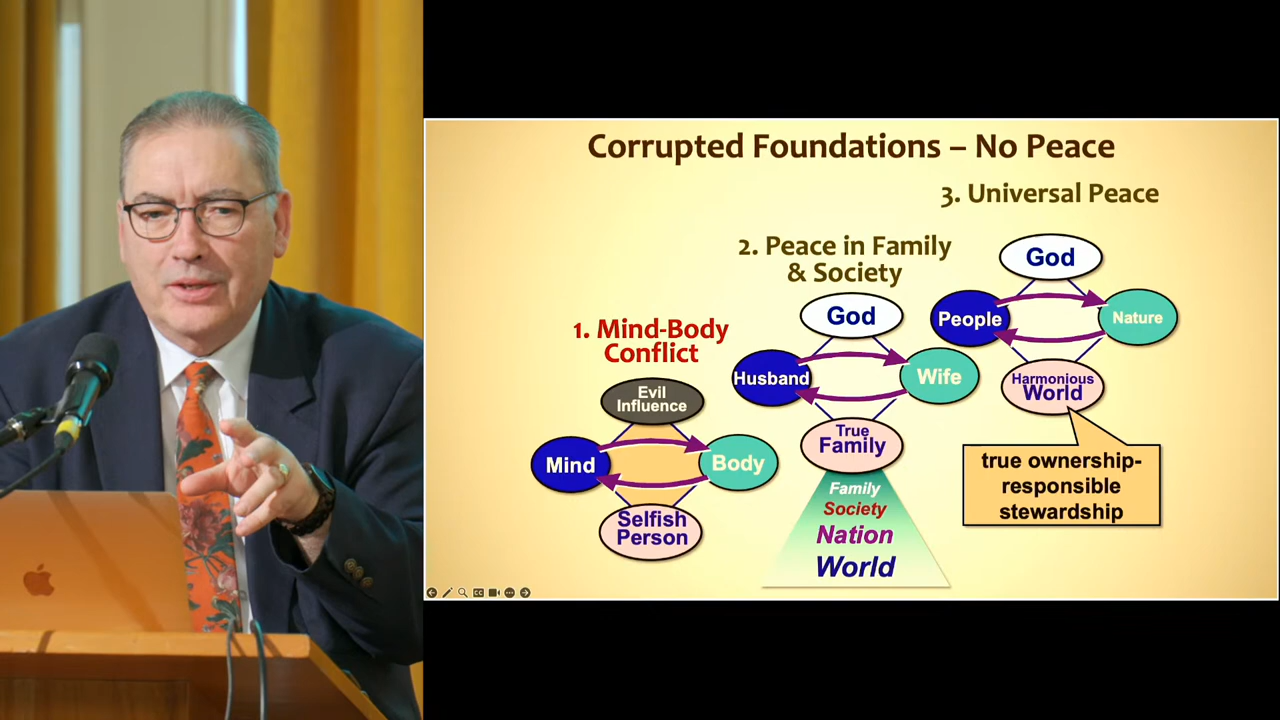 Corrupted Foundations – No Peace
3. Universal Peace
2. Peace in Family
& Society
1. Mind-Body
Conflict
Evil
Influence
Mind
Body
Selfish
Person
God
Husband
Wife
True
Family
Family
Society
Nation
World
God
People
Nature
Harmonious
World
true ownership-
responsible
stewardship
CC